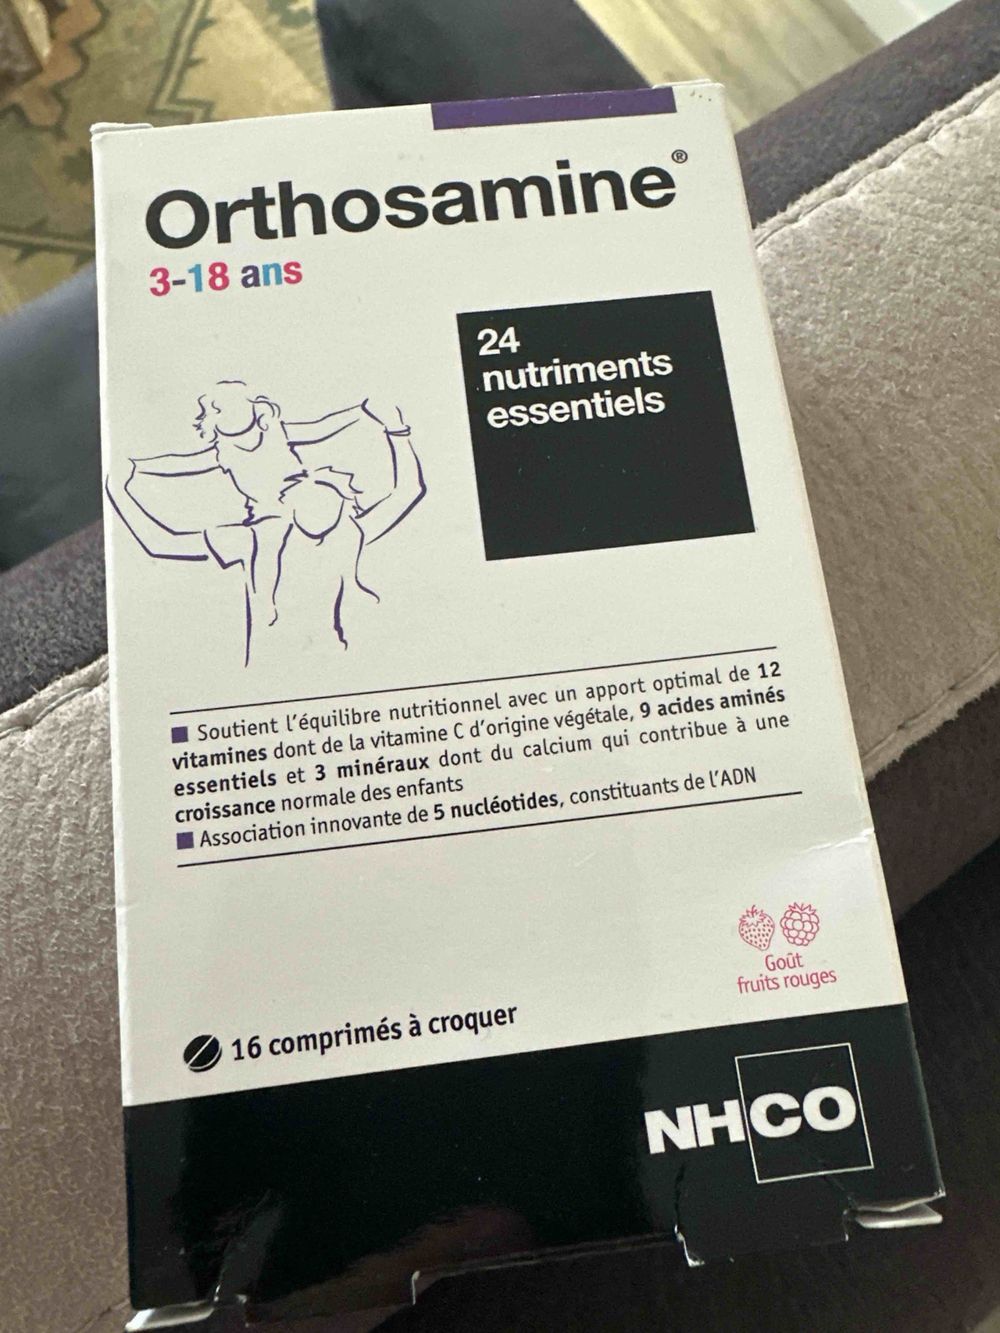 Orthosamine®
3-18 ans
24
nutriments
essentiels
■ Soutient l'équilibre nutritionnel avec un apport optimal de 12
vitamines dont de la vitamine C d'origine végétale, 9 acides aminés
essentiels et 3 minéraux dont du calcium qui contribue à une
croissance normale des enfants
■ Association innovante de 5 nucléotides, constituants de l'ADN
Goût
fruits rouges
16 comprimés à croquer
NHCO